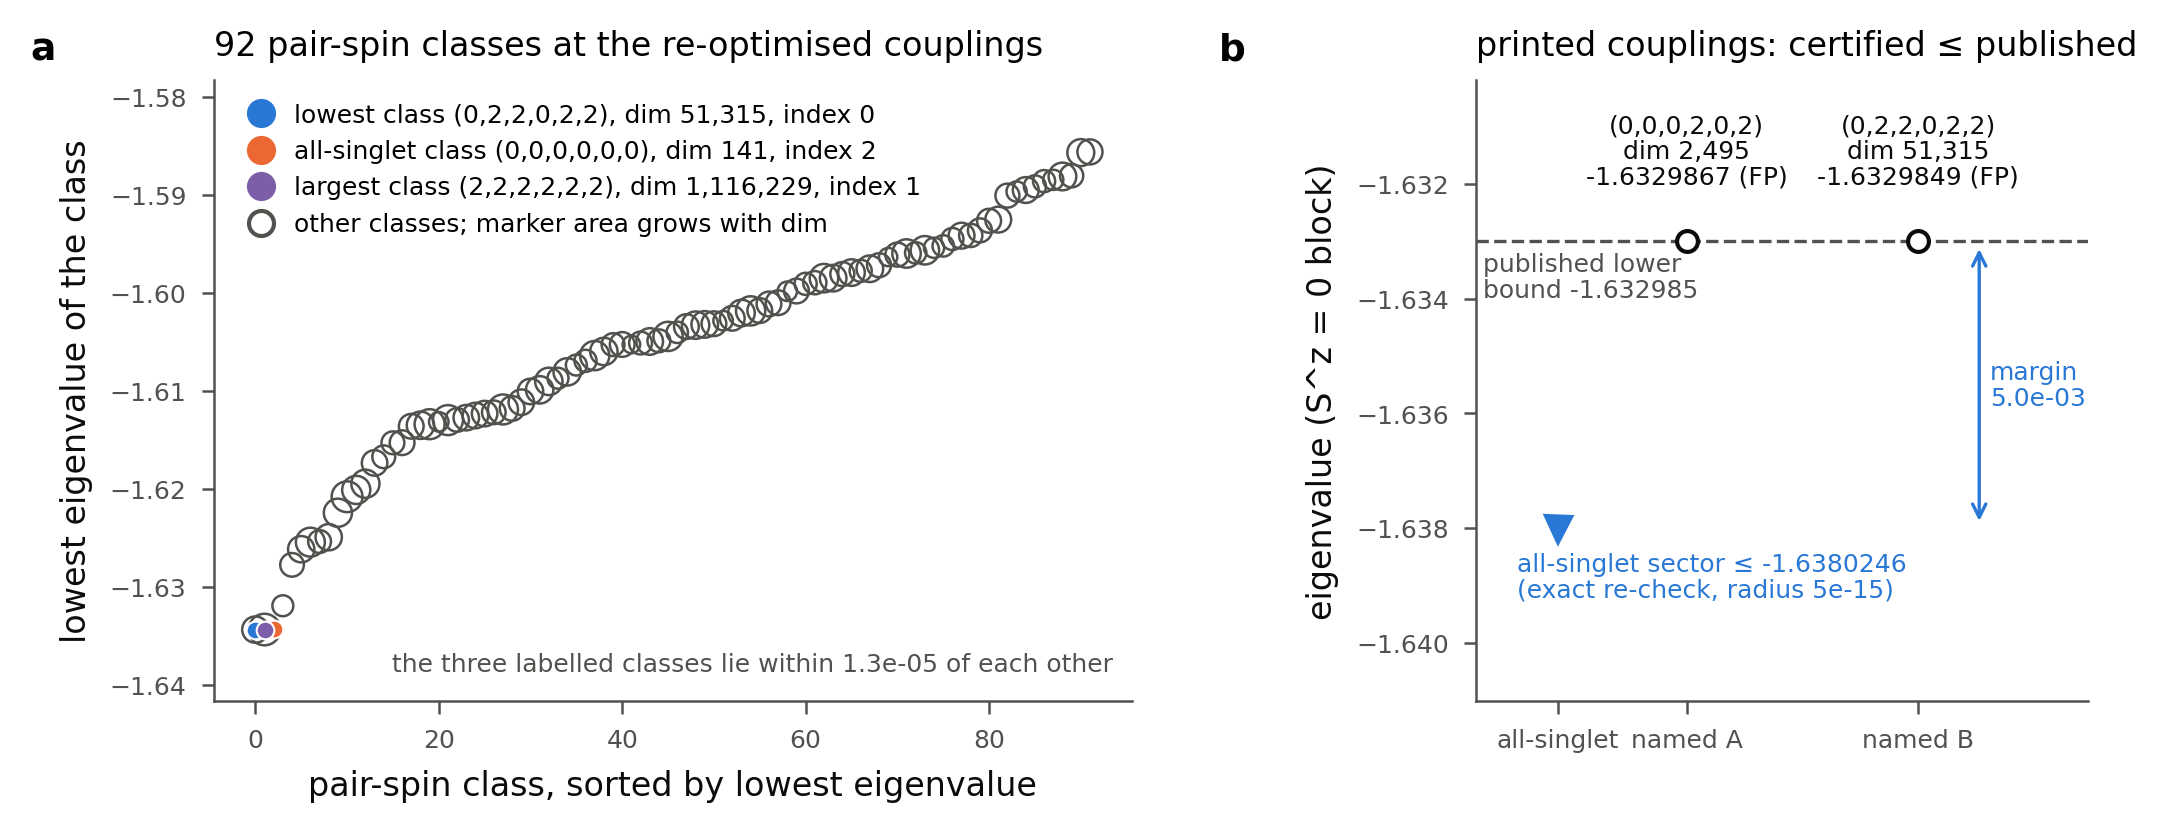 a
92 pair-spin classes at the re-optimised couplings
lowest class (0,2,2,0,2,2), dim 51,315, index 0
all-singlet class (0,0,0,0,0,0), dim 141, index 2
largest class (2,2,2,2,2,2), dim 1,116,229, index 1
other classes; marker area grows with dim
−1.58
−1.59
−1.60
−1.61
−1.62
−1.63
−1.64
lowest eigenvalue of the class
the three labelled classes lie within 1.3e-05 of each other
0
20
40
60
80
pair-spin class, sorted by lowest eigenvalue
b
printed couplings: certified ≤ published
(0,0,0,2,0,2)
dim 2,495
-1.6329867 (FP)
(0,2,2,0,2,2)
dim 51,315
-1.6329849 (FP)
published lower
bound -1.632985
margin
5.0e-03
all-singlet sector ≤ -1.6380246
(exact re-check, radius 5e-15)
−1.632
−1.634
−1.636
−1.638
−1.640
eigenvalue (S^z = 0 block)
all-singlet
named A
named B